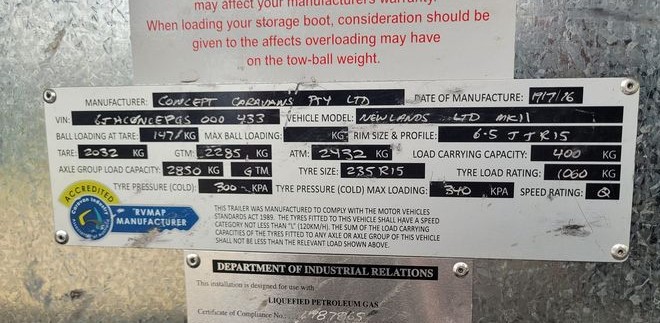 may affect your manufacturers warranty.
When loading your storage boot, consideration should be
given to the affects overloading may have
on the tow-ball weight.
MANUFACTURER: CONCEPT CARAVANS PTY LTD DATE OF MANUFACTURE: 19/7/16
VIN: 6JHCONCEPGS 000 433 VEHICLE MODEL: NEWLANDS LTD MKII
BALL LOADING AT TARE: 147 KG MAX BALL LOADING: KG RIM SIZE & PROFILE: 6.5 JJR15
TARE: 2032 KG GTM: 2285 KG ATM: 2432 KG LOAD CARRYING CAPACITY: 400 KG
AXLE GROUP LOAD CAPACITY: 2850 KG GTM TYRE SIZE: 235R15 TYRE LOAD RATING: 1060 KG
TYRE PRESSURE (COLD): 300 KPA TYRE PRESSURE (COLD) MAX LOADING: 340 KPA SPEED RATING: Q
ACCREDITED
Caravan Industry
RVMAP
MANUFACTURER
THIS TRAILER WAS MANUFACTURED TO COMPLY WITH THE MOTOR VEHICLES
STANDARDS ACT 1989. THE TYRES FITTED TO THIS VEHICLE SHALL HAVE A SPEED
CATEGORY NOT LESS THAN "L" (120KM/H). THE SUM OF THE LOAD CARRYING
CAPACITIES OF THE TYRES FITTED TO ANY AXLE OR AXLE GROUP OF THIS VEHICLE
SHALL NOT BE LESS THAN THE RELEVANT LOAD SHOWN ABOVE.
DEPARTMENT OF INDUSTRIAL RELATIONS
This installation is designed for use with
LIQUEFIED PETROLEUM GAS
Certificate of Compliance No.: 6987865